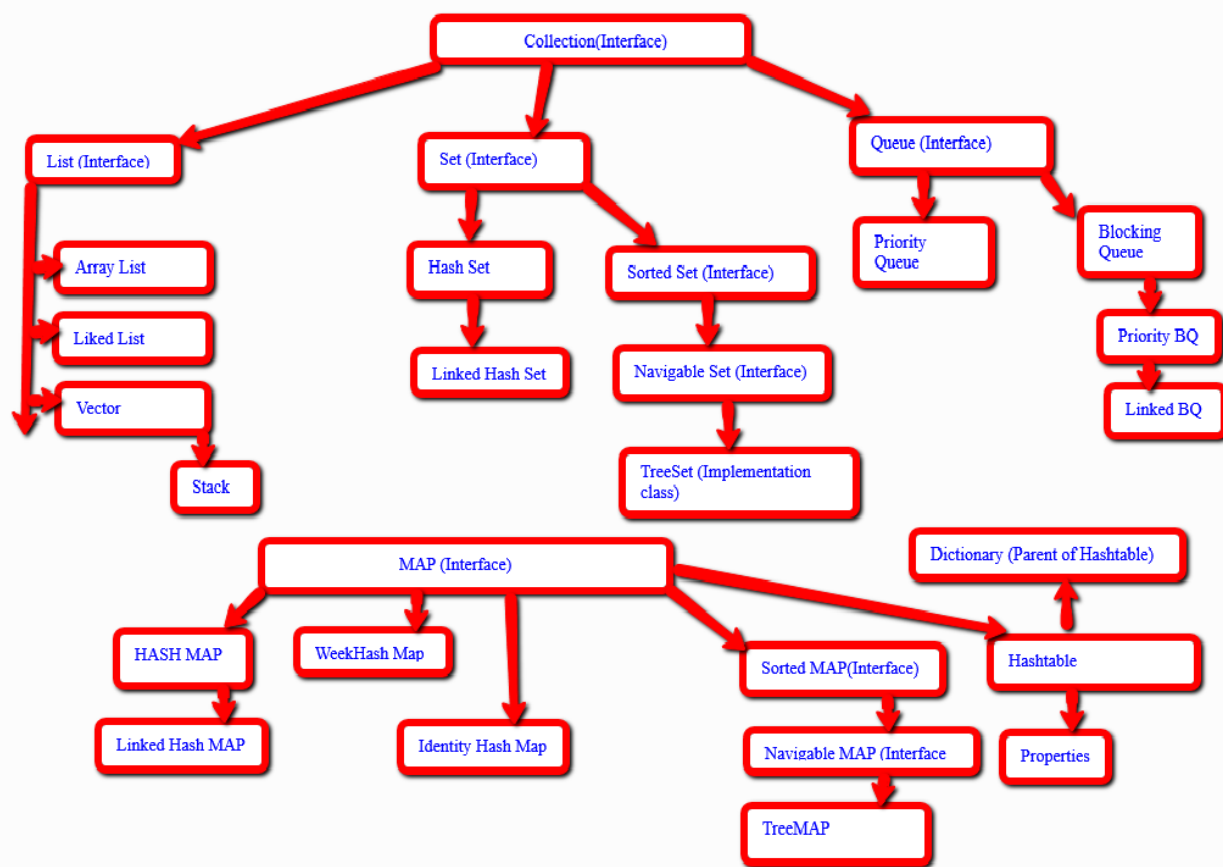 Collection(Interface)
List (Interface)
Set (Interface)
Queue (Interface)
Array List
Liked List
Vector
Stack
Hash Set
Linked Hash Set
Sorted Set (Interface)
Navigable Set (Interface)
TreeSet (Implementation
class)
Priority
Queue
Blocking
Queue
Priority BQ
Linked BQ
MAP (Interface)
Dictionary (Parent of Hashtable)
HASH MAP
WeekHash Map
Sorted MAP(Interface)
Hashtable
Linked Hash MAP
Identity Hash Map
Navigable MAP (Interface
Properties
TreeMAP